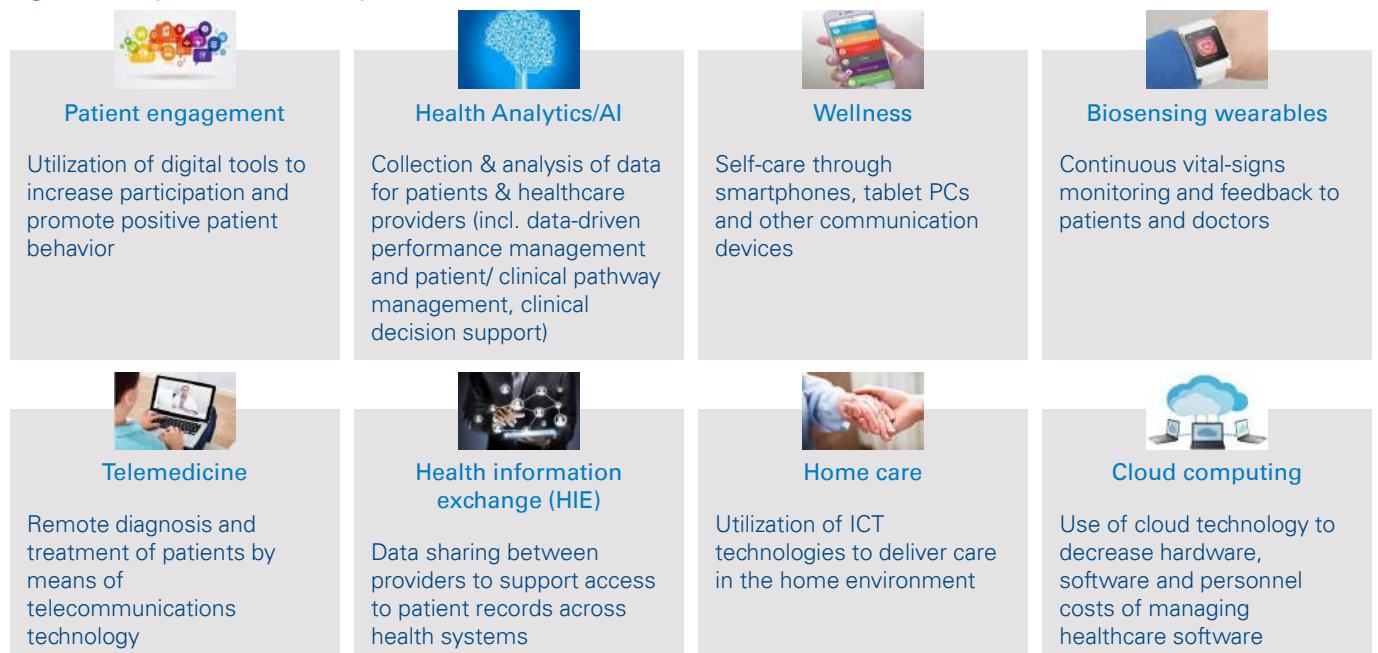 Patient engagement
Utilization of digital tools to
increase participation and
promote positive patient
behavior
Health Analytics/AI
Collection & analysis of data
for patients & healthcare
providers (incl. data-driven
performance management
and patient/ clinical pathway
management, clinical
decision support)
Wellness
Self-care through
smartphones, tablet PCs
and other communication
devices
Biosensing wearables
Continuous vital-signs
monitoring and feedback to
patients and doctors
Telemedicine
Remote diagnosis and
treatment of patients by
means of
telecommunications
technology
Health information
exchange (HIE)
Data sharing between
providers to support access
to patient records across
health systems
Home care
Utilization of ICT
technologies to deliver care
in the home environment
Cloud computing
Use of cloud technology to
decrease hardware,
software and personnel
costs of managing
healthcare software